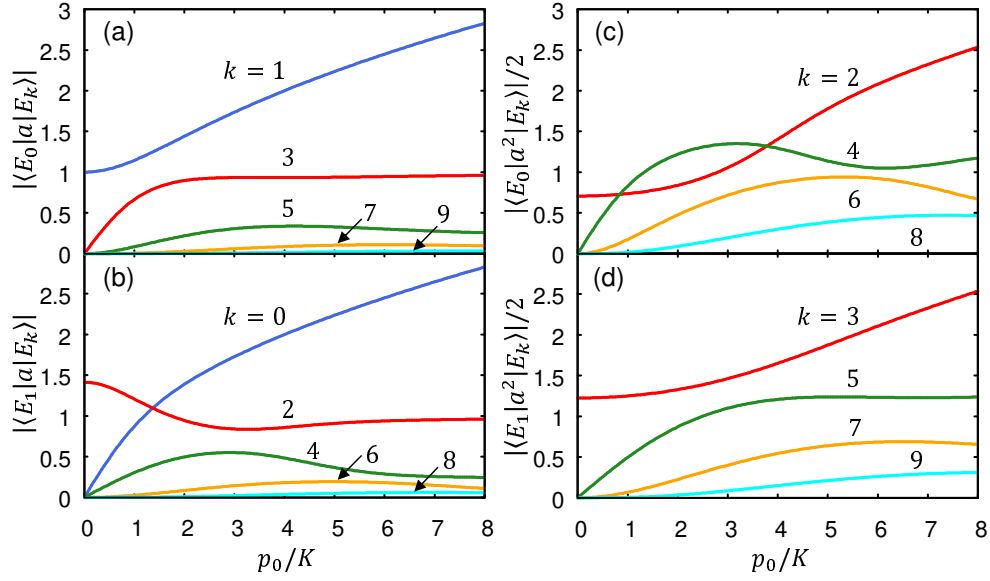 (a)
|⟨E₀|a|Eₖ⟩|
3
2.5
2
1.5
1
0.5
0
k = 1
3
5
7
9
(b)
|⟨E₁|a|Eₖ⟩|
2.5
2
1.5
1
0.5
0
k = 0
2
4
6
8
0 1 2 3 4 5 6 7 8
p₀/K
(c)
|⟨E₀|a²|Eₖ⟩|/2
3
2.5
2
1.5
1
0.5
0
k = 2
4
6
8
(d)
|⟨E₁|a²|Eₖ⟩|/2
2.5
2
1.5
1
0.5
0
k = 3
5
7
9
0 1 2 3 4 5 6 7 8
p₀/K